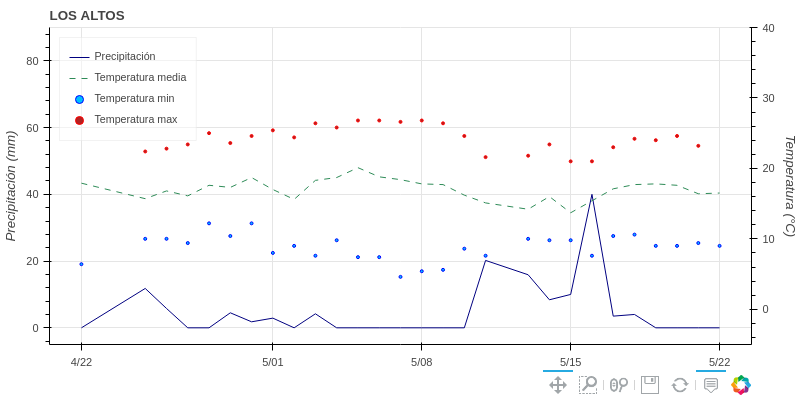 LOS ALTOS
Precipitación
Temperatura media
Temperatura min
Temperatura max
Precipitación (mm)
80
60
40
20
0
Temperatura (°C)
40
30
20
10
0
4/22
5/01
5/08
5/15
5/22